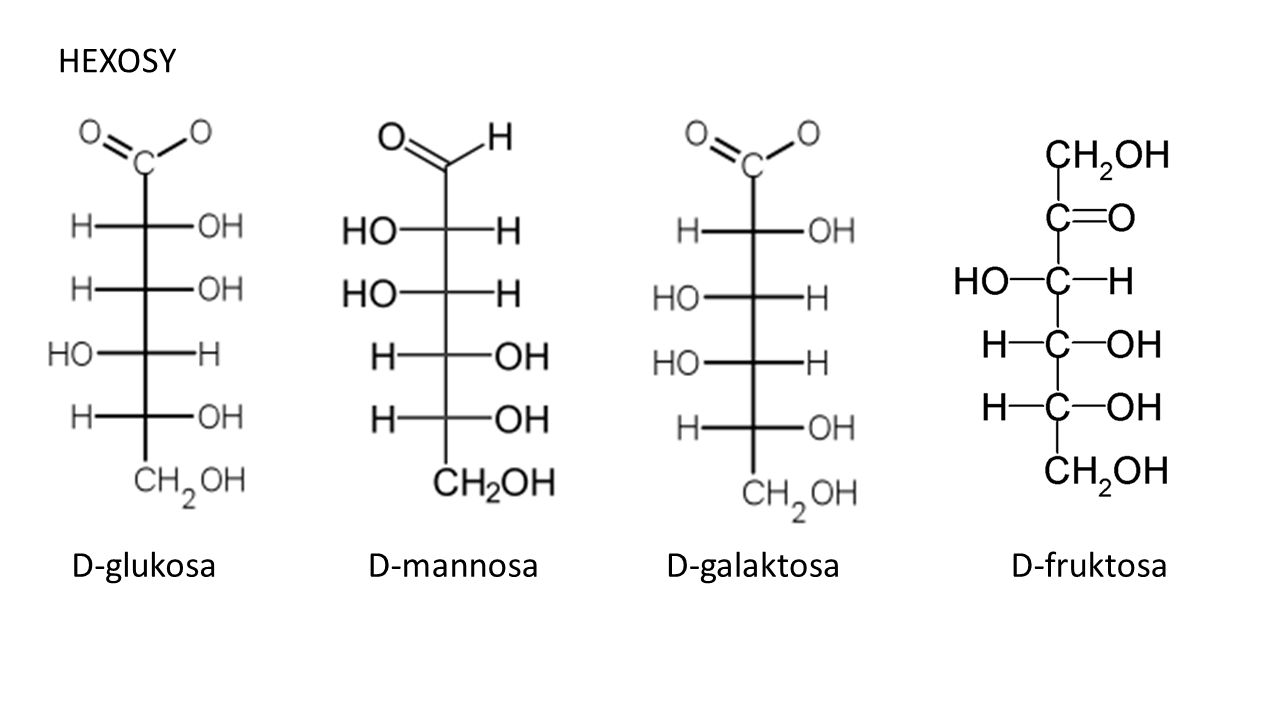 HEXOSY
O O
C
H OH
H OH
HO H
H OH
CH2OH
D-glukosa
O H
HO H
HO H
H OH
H OH
CH2OH
D-mannosa
O O
C
H OH
HO H
HO H
H OH
CH2OH
D-galaktosa
CH2OH
C=O
HO-C-H
H-C-OH
H-C-OH
CH2OH
D-fruktosa